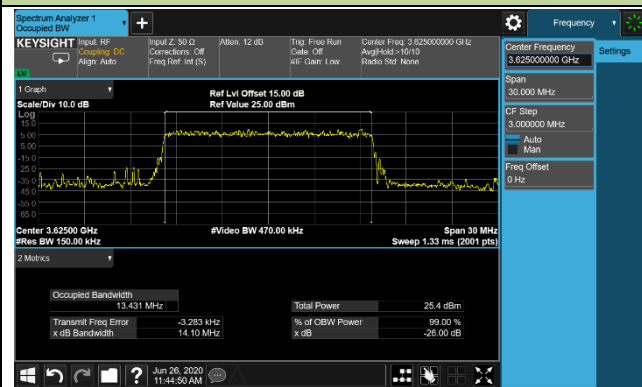 Spectrum Analyzer 1
Occupied BW
+
Frequency
KEYSIGHT
Input: RF
Coupling: DC
Align: Auto
Input Z: 50 Ω
Corrections: Off
Freq Ref: Int (S)
Atten: 12 dB
Trig: Free Run
Gate: Off
#IF Gain: Low
Center Freq: 3.625000000 GHz
Avg|Hold:>10/10
Radio Std: None
LXI
Center Frequency
3.625000000 GHz
Settings
Span
30.000 MHz
CF Step
3.000000 MHz
Auto
Man
Freq Offset
0 Hz
1 Graph
Scale/Div 10.0 dB
Ref Lvl Offset 15.00 dB
Ref Value 25.00 dBm
Log
15.0
5.00
-5.00
-15.0
-25.0
-35.0
-45.0
-55.0
-65.0
Center 3.62500 GHz
#Res BW 150.00 kHz
#Video BW 470.00 kHz
Span 30 MHz
Sweep 1.33 ms (2001 pts)
2 Metrics
Occupied Bandwidth
13.431 MHz
Total Power 25.4 dBm
Transmit Freq Error -3.283 kHz
% of OBW Power 99.00 %
x dB Bandwidth 14.10 MHz
x dB -26.00 dB
?
Jun 26, 2020
11:44:50 AM